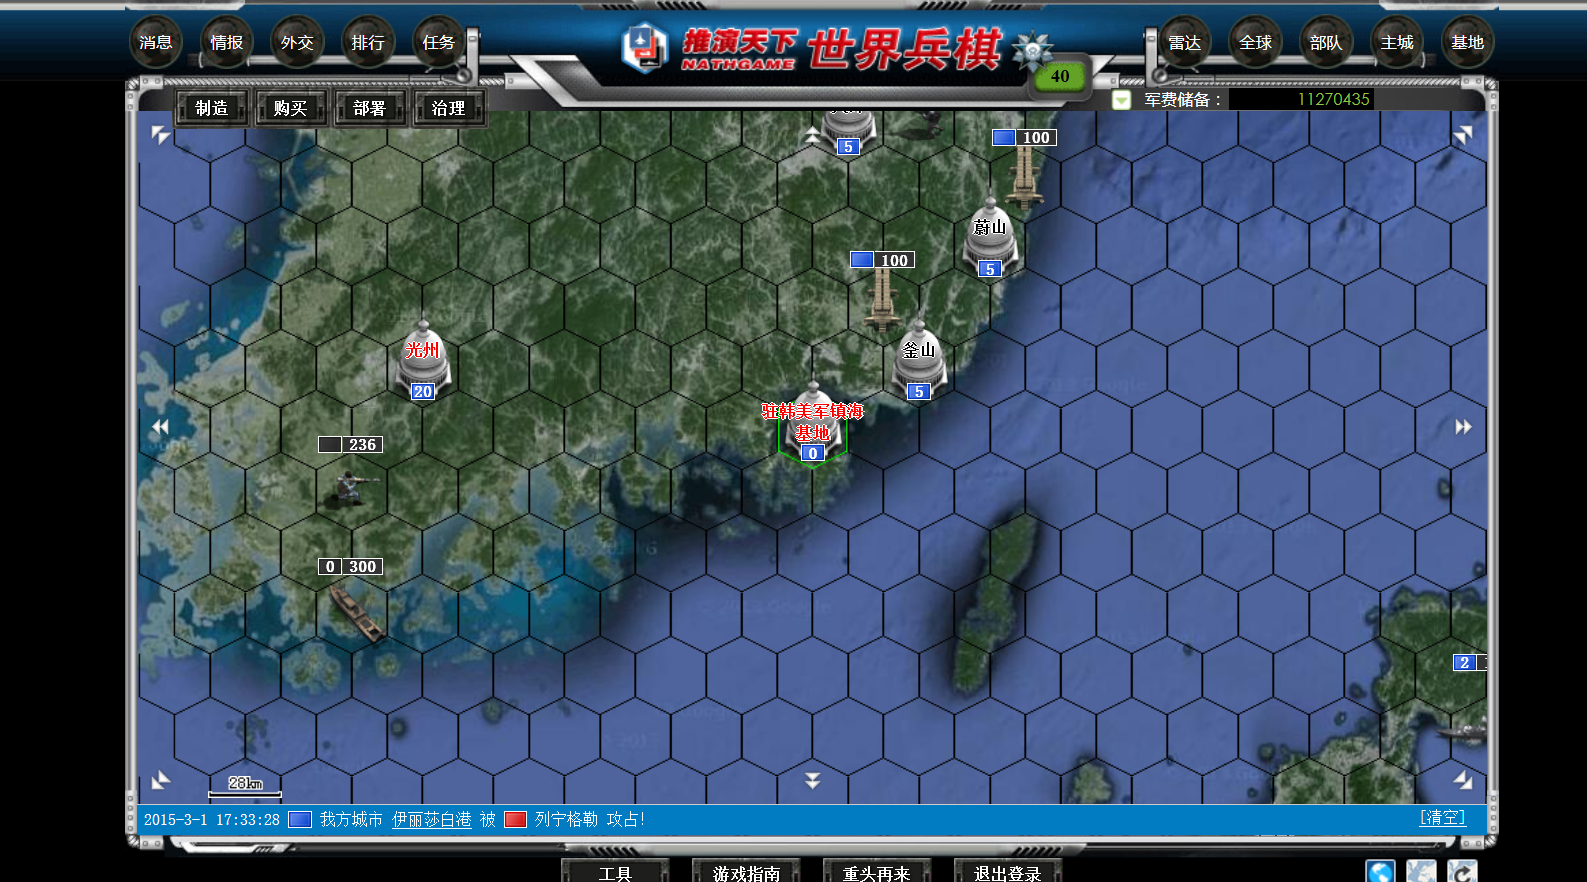 消息 情报 外交 排行 任务 推演天下 世界兵棋 雷达 全球 部队 主城 基地
NATHGAME
40
制造 购买 部署 治理 军费储备： 11270435
5
100
蔚山
5
100
光州
20
釜山
5
驻韩美军镇海
基地
0
236
0 300
2
28km
2015-3-1 17:33:28 我方城市 伊丽莎白港 被 列宁格勒 攻占!
[清空]
工具 游戏指南 重头再来 退出登录